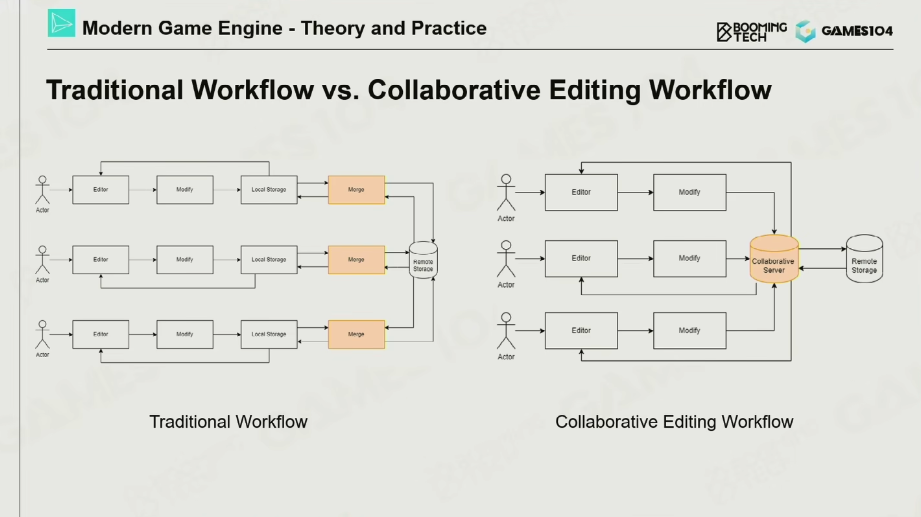 Modern Game Engine - Theory and Practice
BOOMING
TECH
GAMES104
Traditional Workflow vs. Collaborative Editing Workflow
Actor
Editor
Modify
Local Storage
Merge
Actor
Editor
Modify
Local Storage
Merge
Remote
Storage
Actor
Editor
Modify
Local Storage
Merge
Traditional Workflow
Actor
Editor
Modify
Actor
Editor
Modify
Collaborative
Server
Remote
Storage
Actor
Editor
Modify
Collaborative Editing Workflow